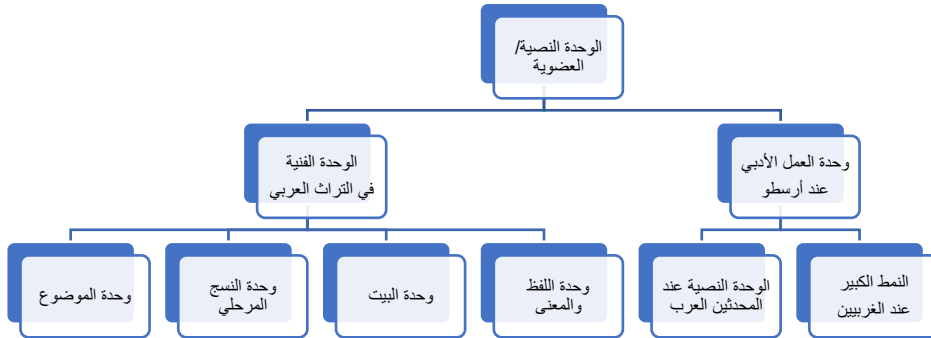 الوحدة النصية/
العضوية
وحدة العمل الأدبي
عند أرسطو
الوحدة الفنية
في التراث العربي
النمط الكبير
عند الغربيين
الوحدة النصية عند
المحدثين العرب
وحدة اللفظ
والمعنى
وحدة البيت
وحدة النسج
المرحلي
وحدة الموضوع